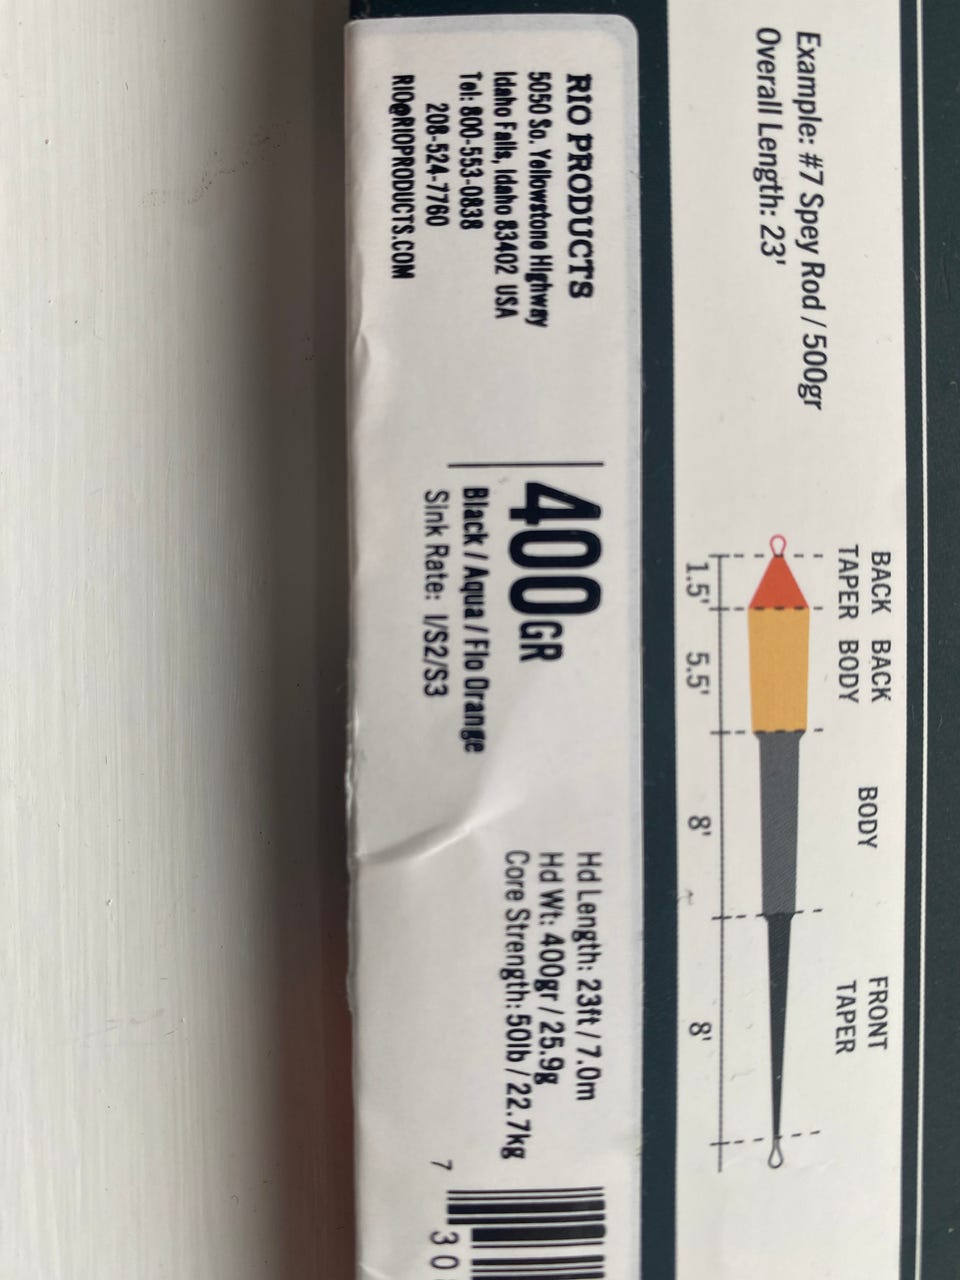 Example: #7 Spey Rod / 500gr
Overall Length: 23'
BACK TAPER
BACK BODY
BODY
FRONT TAPER
1.5'
5.5'
8'
8'
RIO PRODUCTS
5050 So. Yellowstone Highway
Idaho Falls, Idaho 83402 USA
Tel: 800-553-0838
208-524-7760
RIO@RIOPRODUCTS.COM
400GR
Black / Aqua / Flo Orange
Sink Rate: I/S2/S3
Hd Length: 23ft / 7.0m
Hd Wt: 400gr / 25.9g
Core Strength: 50lb / 22.7kg
7 30